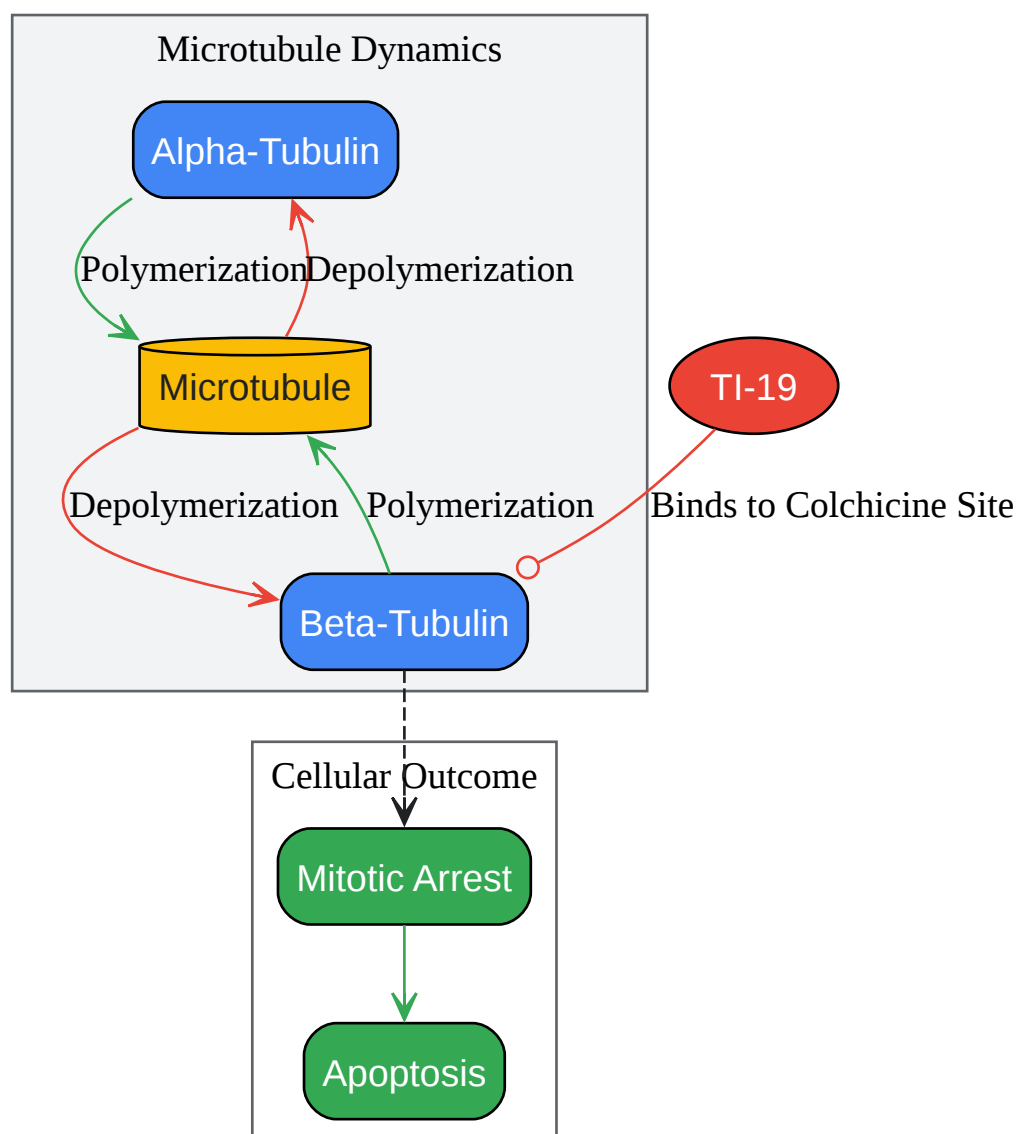 Microtubule Dynamics
Alpha-Tubulin
Polymerization
Depolymerization
Microtubule
TI-19
Depolymerization
Polymerization
Binds to Colchicine Site
Beta-Tubulin
Cellular Outcome
Mitotic Arrest
Apoptosis